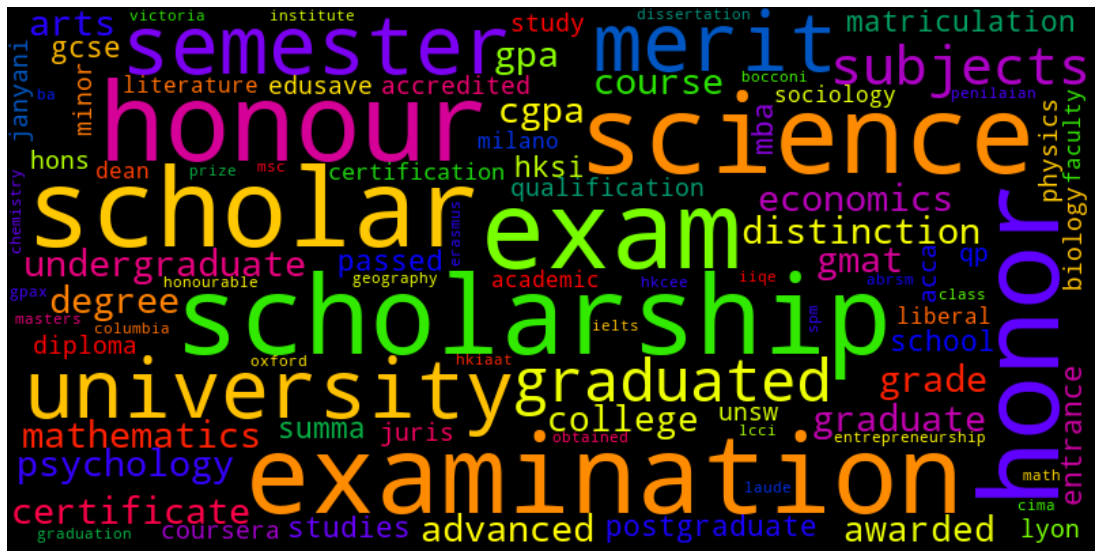 victoria institute dissertation
arts semester study merit matriculation
gcse gpa subjects
janyani ba minor literature edusave accredited course bocconi sociology penilaian
honour cgpa science mba physics faculty
hons milano
dean prize msc certification hksi
chemistry scholar qualification economics biology
erasmus exam distinction honor
undergraduate passed gmat acca qp
gpax honourable geography academic hkcee iiqe abrsm class
masters degree scholarship ielts spm liberal
columbia school
diploma oxford hkiaat
university graduated grade entrance
college unsw graduate
mathematics summa juris obtained lcci entrepreneurship
psychology examination math
laude
certificate cima
graduation coursera studies advanced postgraduate awarded lyon